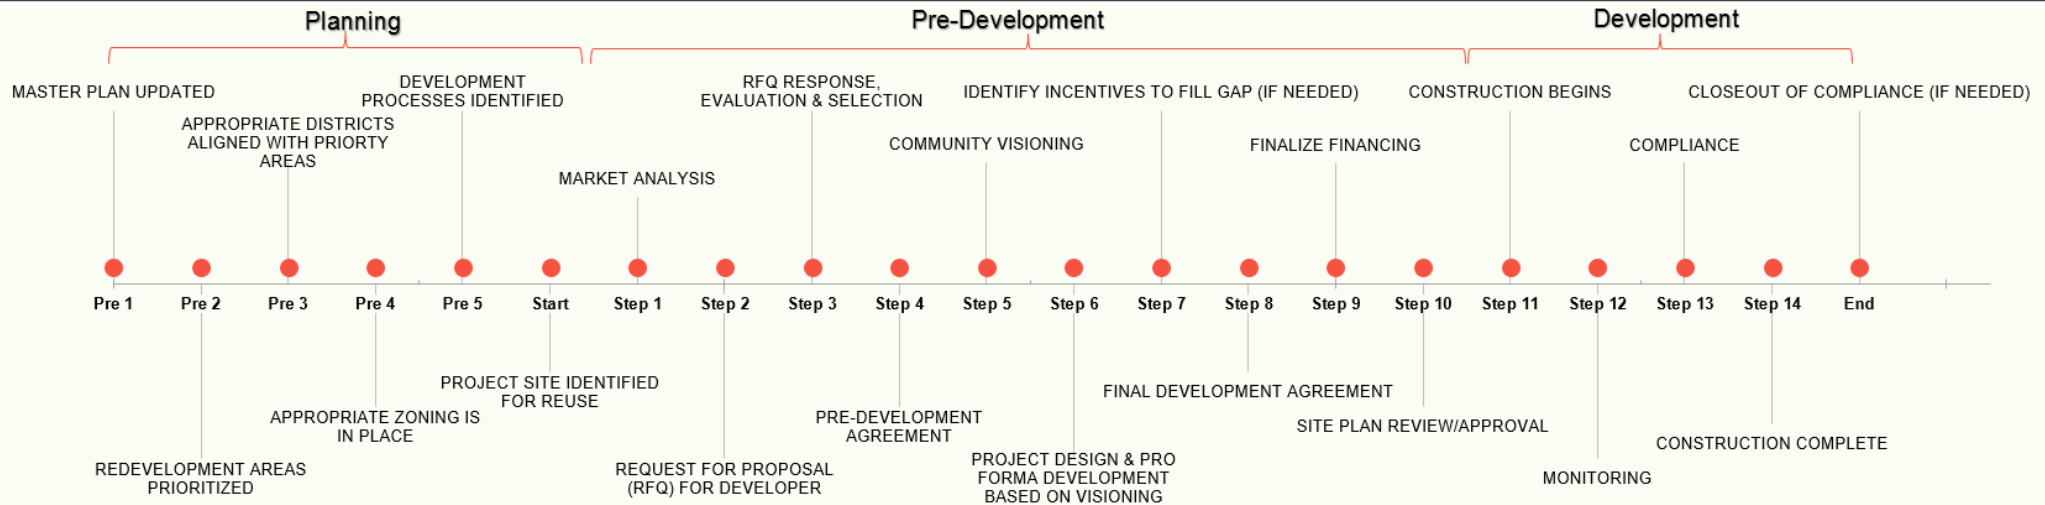 Planning
Pre-Development
Development
MASTER PLAN UPDATED
APPROPRIATE DISTRICTS
ALIGNED WITH PRIORTY
AREAS
DEVELOPMENT
PROCESSES IDENTIFIED
MARKET ANALYSIS
RFQ RESPONSE,
EVALUATION & SELECTION
COMMUNITY VISIONING
IDENTIFY INCENTIVES TO FILL GAP (IF NEEDED)
FINALIZE FINANCING
CONSTRUCTION BEGINS
COMPLIANCE
CLOSEOUT OF COMPLIANCE (IF NEEDED)
Pre 1
Pre 2
Pre 3
Pre 4
Pre 5
Start
Step 1
Step 2
Step 3
Step 4
Step 5
Step 6
Step 7
Step 8
Step 9
Step 10
Step 11
Step 12
Step 13
Step 14
End
REDEVELOPMENT AREAS
PRIORITIZED
APPROPRIATE ZONING IS
IN PLACE
PROJECT SITE IDENTIFIED
FOR REUSE
REQUEST FOR PROPOSAL
(RFQ) FOR DEVELOPER
PRE-DEVELOPMENT
AGREEMENT
PROJECT DESIGN & PRO
FORMA DEVELOPMENT
BASED ON VISIONING
FINAL DEVELOPMENT AGREEMENT
SITE PLAN REVIEW/APPROVAL
MONITORING
CONSTRUCTION COMPLETE